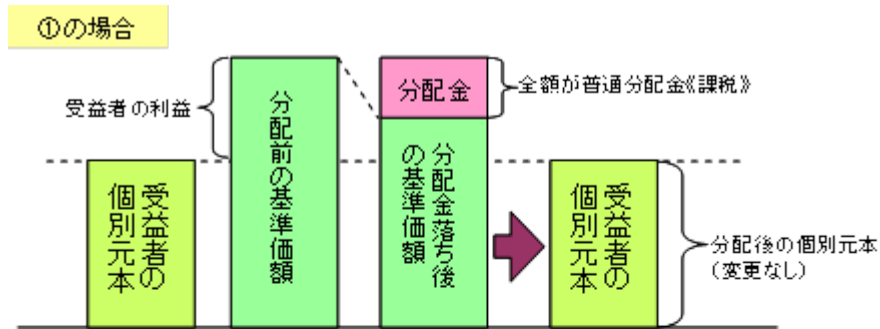 ①の場合
受益者の利益
受益者の
個別元本
分配前の基準価額
分配金
全額が普通分配金《課税》
分配金落ち後
の基準価額
受益者の
個別元本
分配後の個別元本
（変更なし）